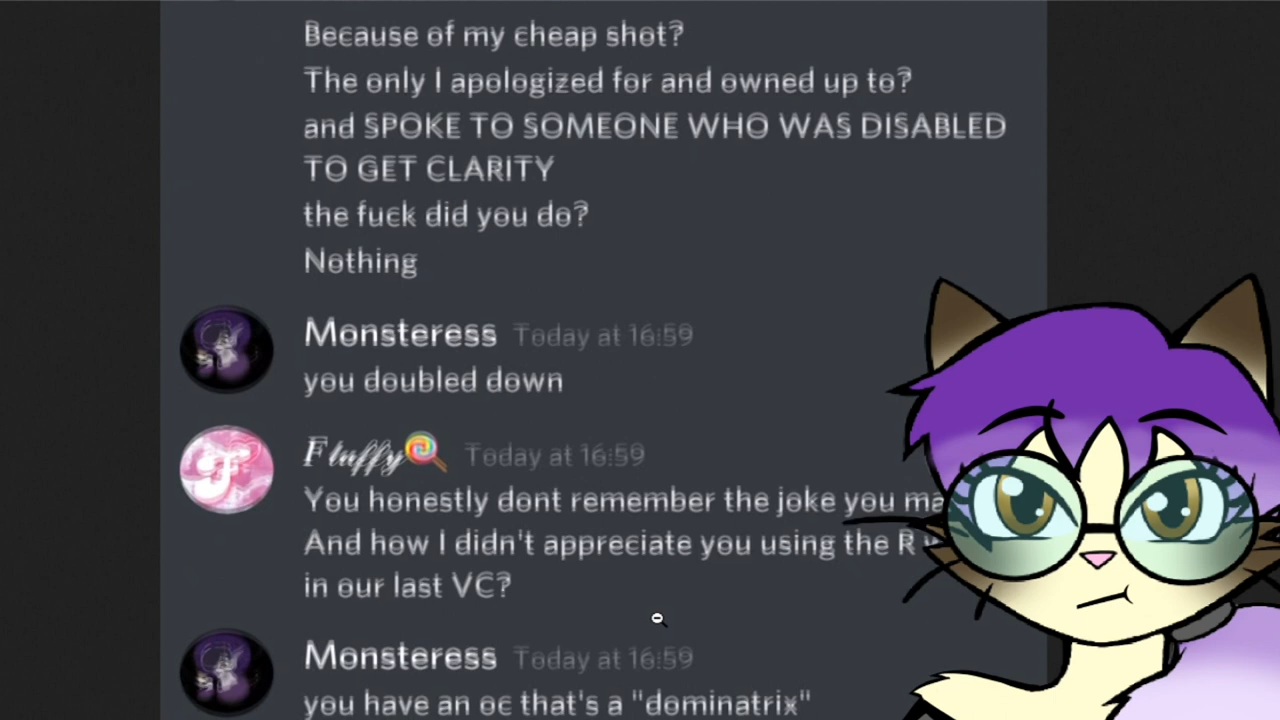 Because of my cheap shot?
The only I apologized for and owned up to?
and SPOKE TO SOMEONE WHO WAS DISABLED
TO GET CLARITY
the fuck did you do?
Nothing
Monsteress Today at 16:59
you doubled down
Fluffy🍭 Today at 16:59
You honestly dont remember the joke you ma
And how I didn't appreciate you using the R
in our last VC?
Monsteress Today at 16:59
you have an oc that's a "dominatrix"